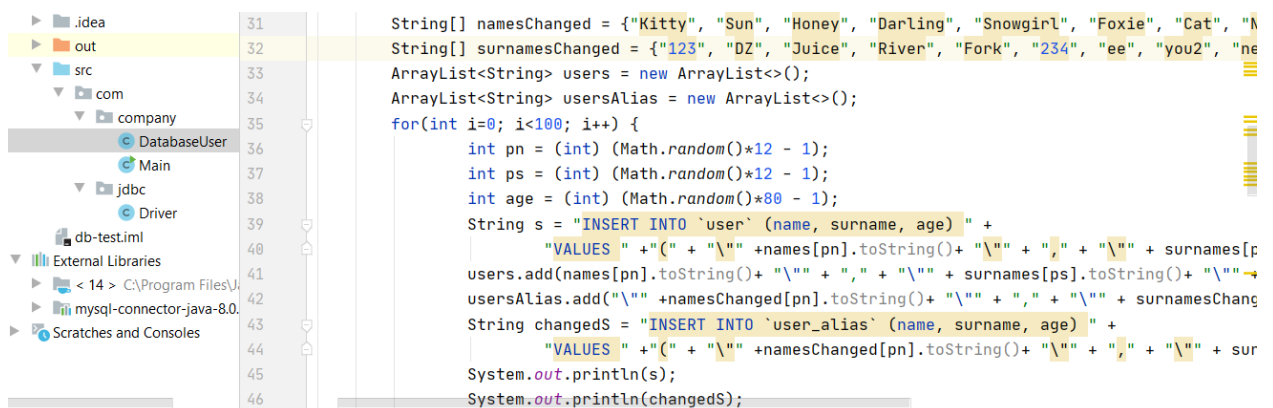 .idea
out
src
com
company
DatabaseUser
Main
jdbc
Driver
db-test.iml
External Libraries
< 14 > C:\Program Files\J
mysql-connector-java-8.0.
Scratches and Consoles
31 String[] namesChanged = {"Kitty", "Sun", "Honey", "Darling", "Snowgirl", "Foxie", "Cat", "N
32 String[] surnamesChanged = {"123", "DZ", "Juice", "River", "Fork", "234", "ee", "you2", "ne
33 ArrayList<String> users = new ArrayList<>();
34 ArrayList<String> usersAlias = new ArrayList<>();
35 for(int i=0; i<100; i++) {
36 int pn = (int) (Math.random()*12 - 1);
37 int ps = (int) (Math.random()*12 - 1);
38 int age = (int) (Math.random()*80 - 1);
39 String s = "INSERT INTO `user` (name, surname, age) " +
40 "VALUES " +"(" + "\"" +names[pn].toString()+ "\"" + "," + "\"" + surnames[p
41 users.add(names[pn].toString()+ "\"" + "," + "\"" + surnames[ps].toString()+ "\"" +
42 usersAlias.add("\"" +namesChanged[pn].toString()+ "\"" + "," + "\"" + surnamesChang
43 String changedS = "INSERT INTO `user_alias` (name, surname, age) " +
44 "VALUES " +"(" + "\"" +namesChanged[pn].toString()+ "\"" + "," + "\"" + sur
45 System.out.println(s);
46 System.out.println(changedS);